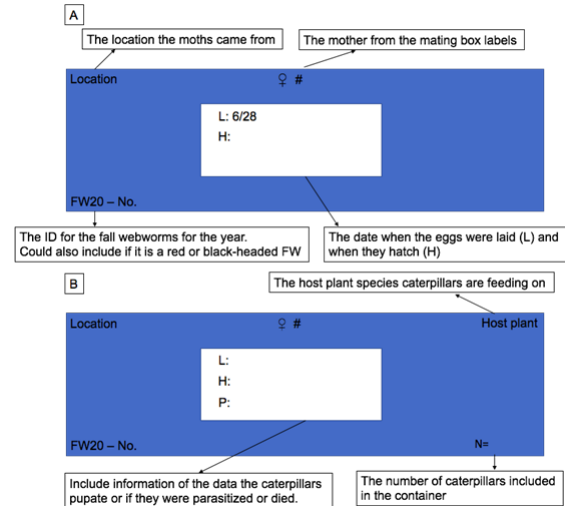 A
The location the moths came from
The mother from the mating box labels
Location
♀ #
L: 6/28
H:
FW20 – No.
The ID for the fall webworms for the year.
Could also include if it is a red or black-headed FW
The date when the eggs were laid (L) and
when they hatch (H)
B
The host plant species caterpillars are feeding on
Location
♀ #
Host plant
L:
H:
P:
FW20 – No.
N=
Include information of the data the caterpillars
pupate or if they were parasitized or died.
The number of caterpillars included
in the container